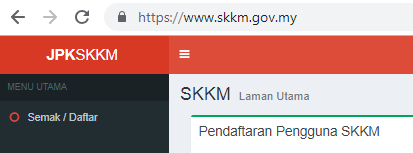 https://www.skkm.gov.my
JPKSKKM
MENU UTAMA
Semak / Daftar
SKKM Laman Utama
Pendaftaran Pengguna SKKM